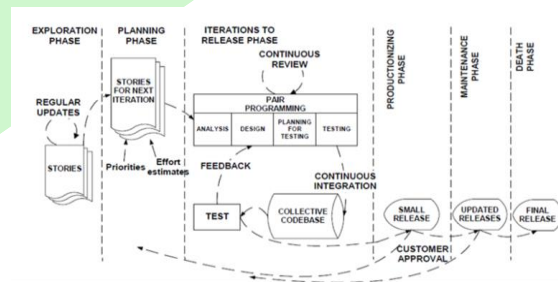 EXPLORATION
PHASE
PLANNING
PHASE
ITERATIONS TO
RELEASE PHASE
PRODUCTIONIZING
PHASE
MAINTENANCE
PHASE
DEATH
PHASE
REGULAR
UPDATES
STORIES
STORIES
FOR NEXT
ITERATION
Priorities
Effort
estimates
CONTINUOUS
REVIEW
PAIR
PROGRAMMING
ANALYSIS
DESIGN
PLANNING
FOR
TESTING
TESTING
FEEDBACK
CONTINUOUS
INTEGRATION
TEST
COLLECTIVE
CODEBASE
SMALL
RELEASE
UPDATED
RELEASES
FINAL
RELEASE
CUSTOMER
APPROVAL